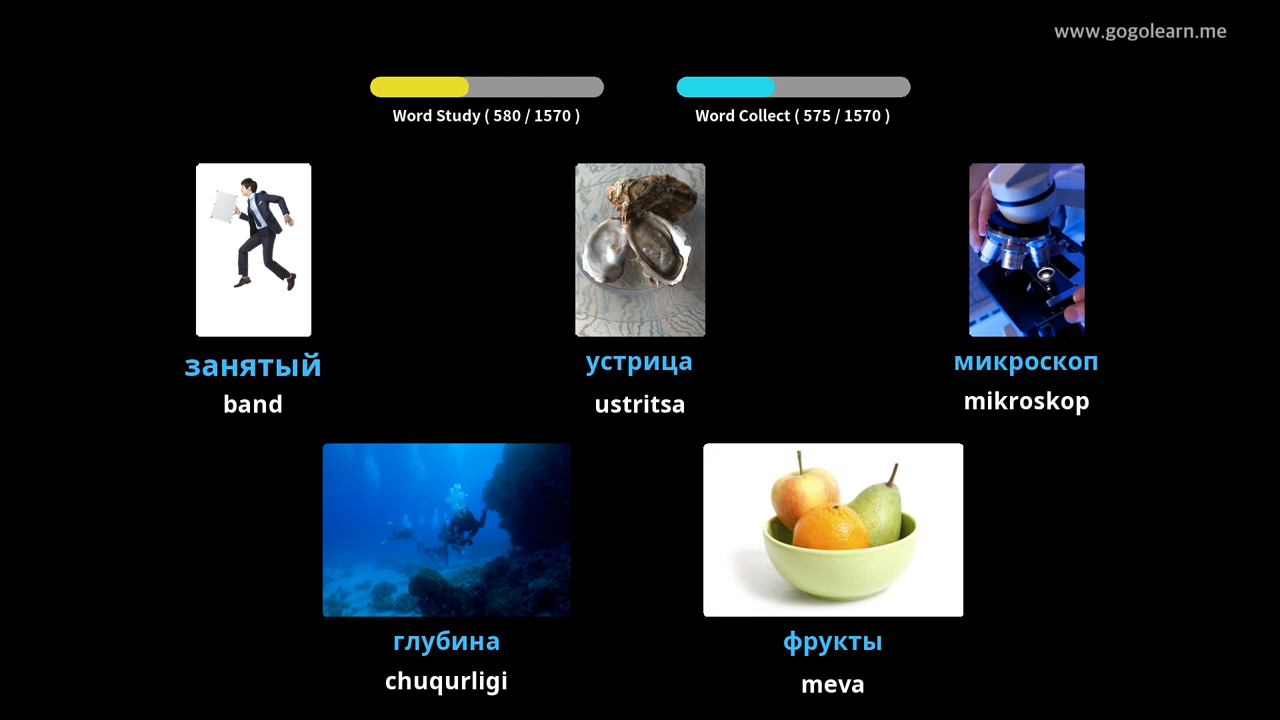 www.gogolearn.me
Word Study ( 580 / 1570 )
Word Collect ( 575 / 1570 )
занятый
band
устрица
ustritsa
микроскоп
mikroskop
глубина
chuqurligi
фрукты
meva